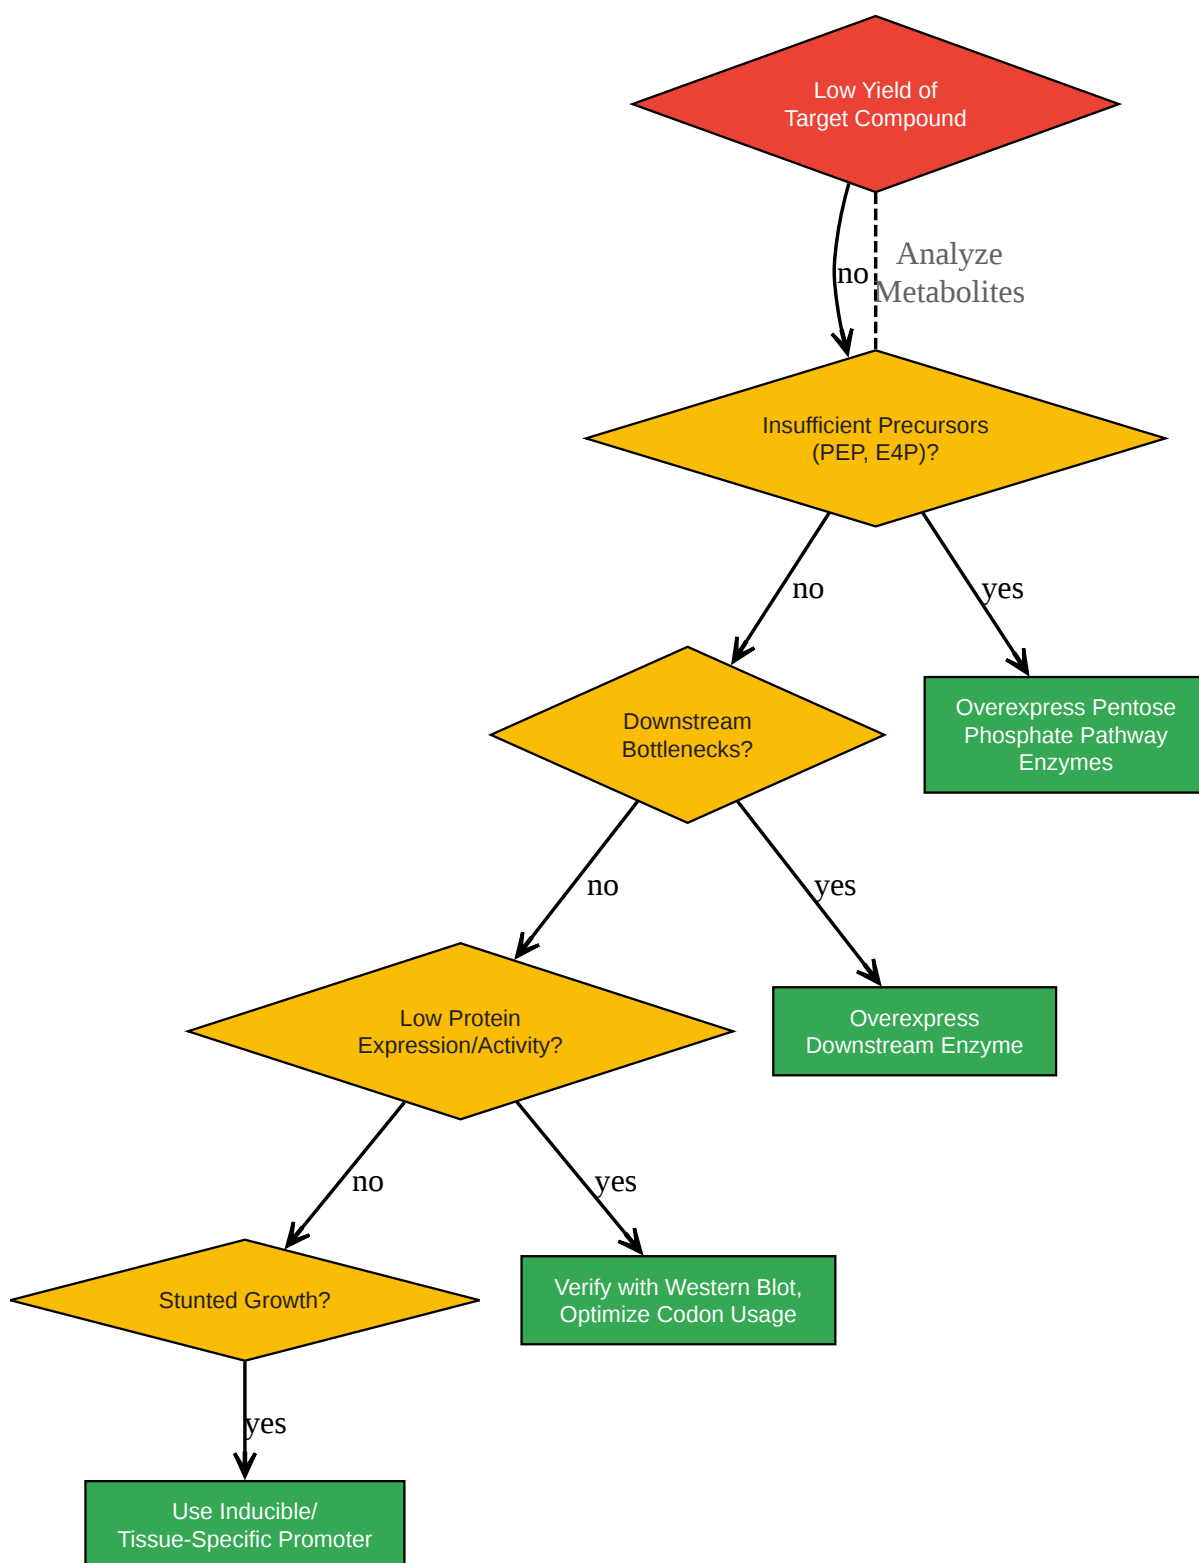 Low Yield of
Target Compound
no
Analyze
Metabolites
Insufficient Precursors
(PEP, E4P)?
no
yes
Downstream
Bottlenecks?
Overexpress Pentose
Phosphate Pathway
Enzymes
no
yes
Low Protein
Expression/Activity?
Overexpress
Downstream Enzyme
no
yes
Stunted Growth?
Verify with Western Blot,
Optimize Codon Usage
yes
Use Inducible/
Tissue-Specific Promoter